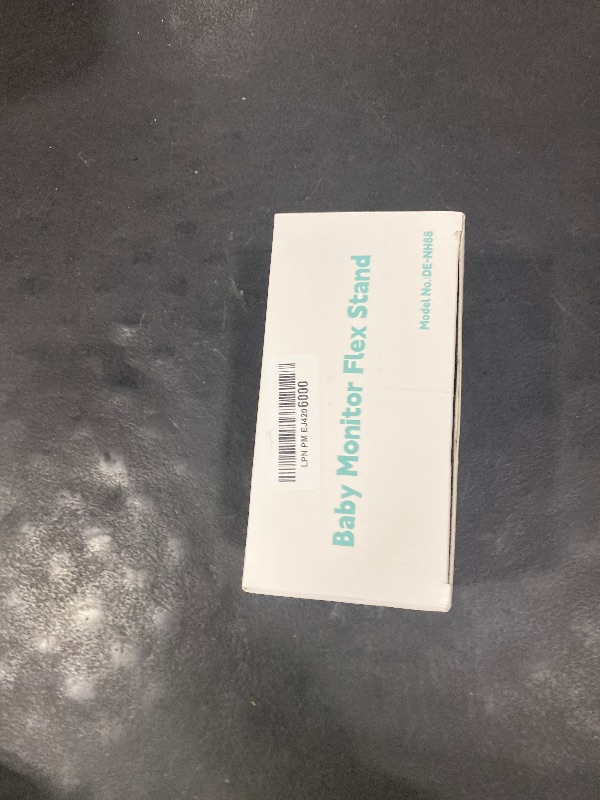 LPN PM EJ4206000
Baby Monitor Flex Stand
Model No.:DE-NH88